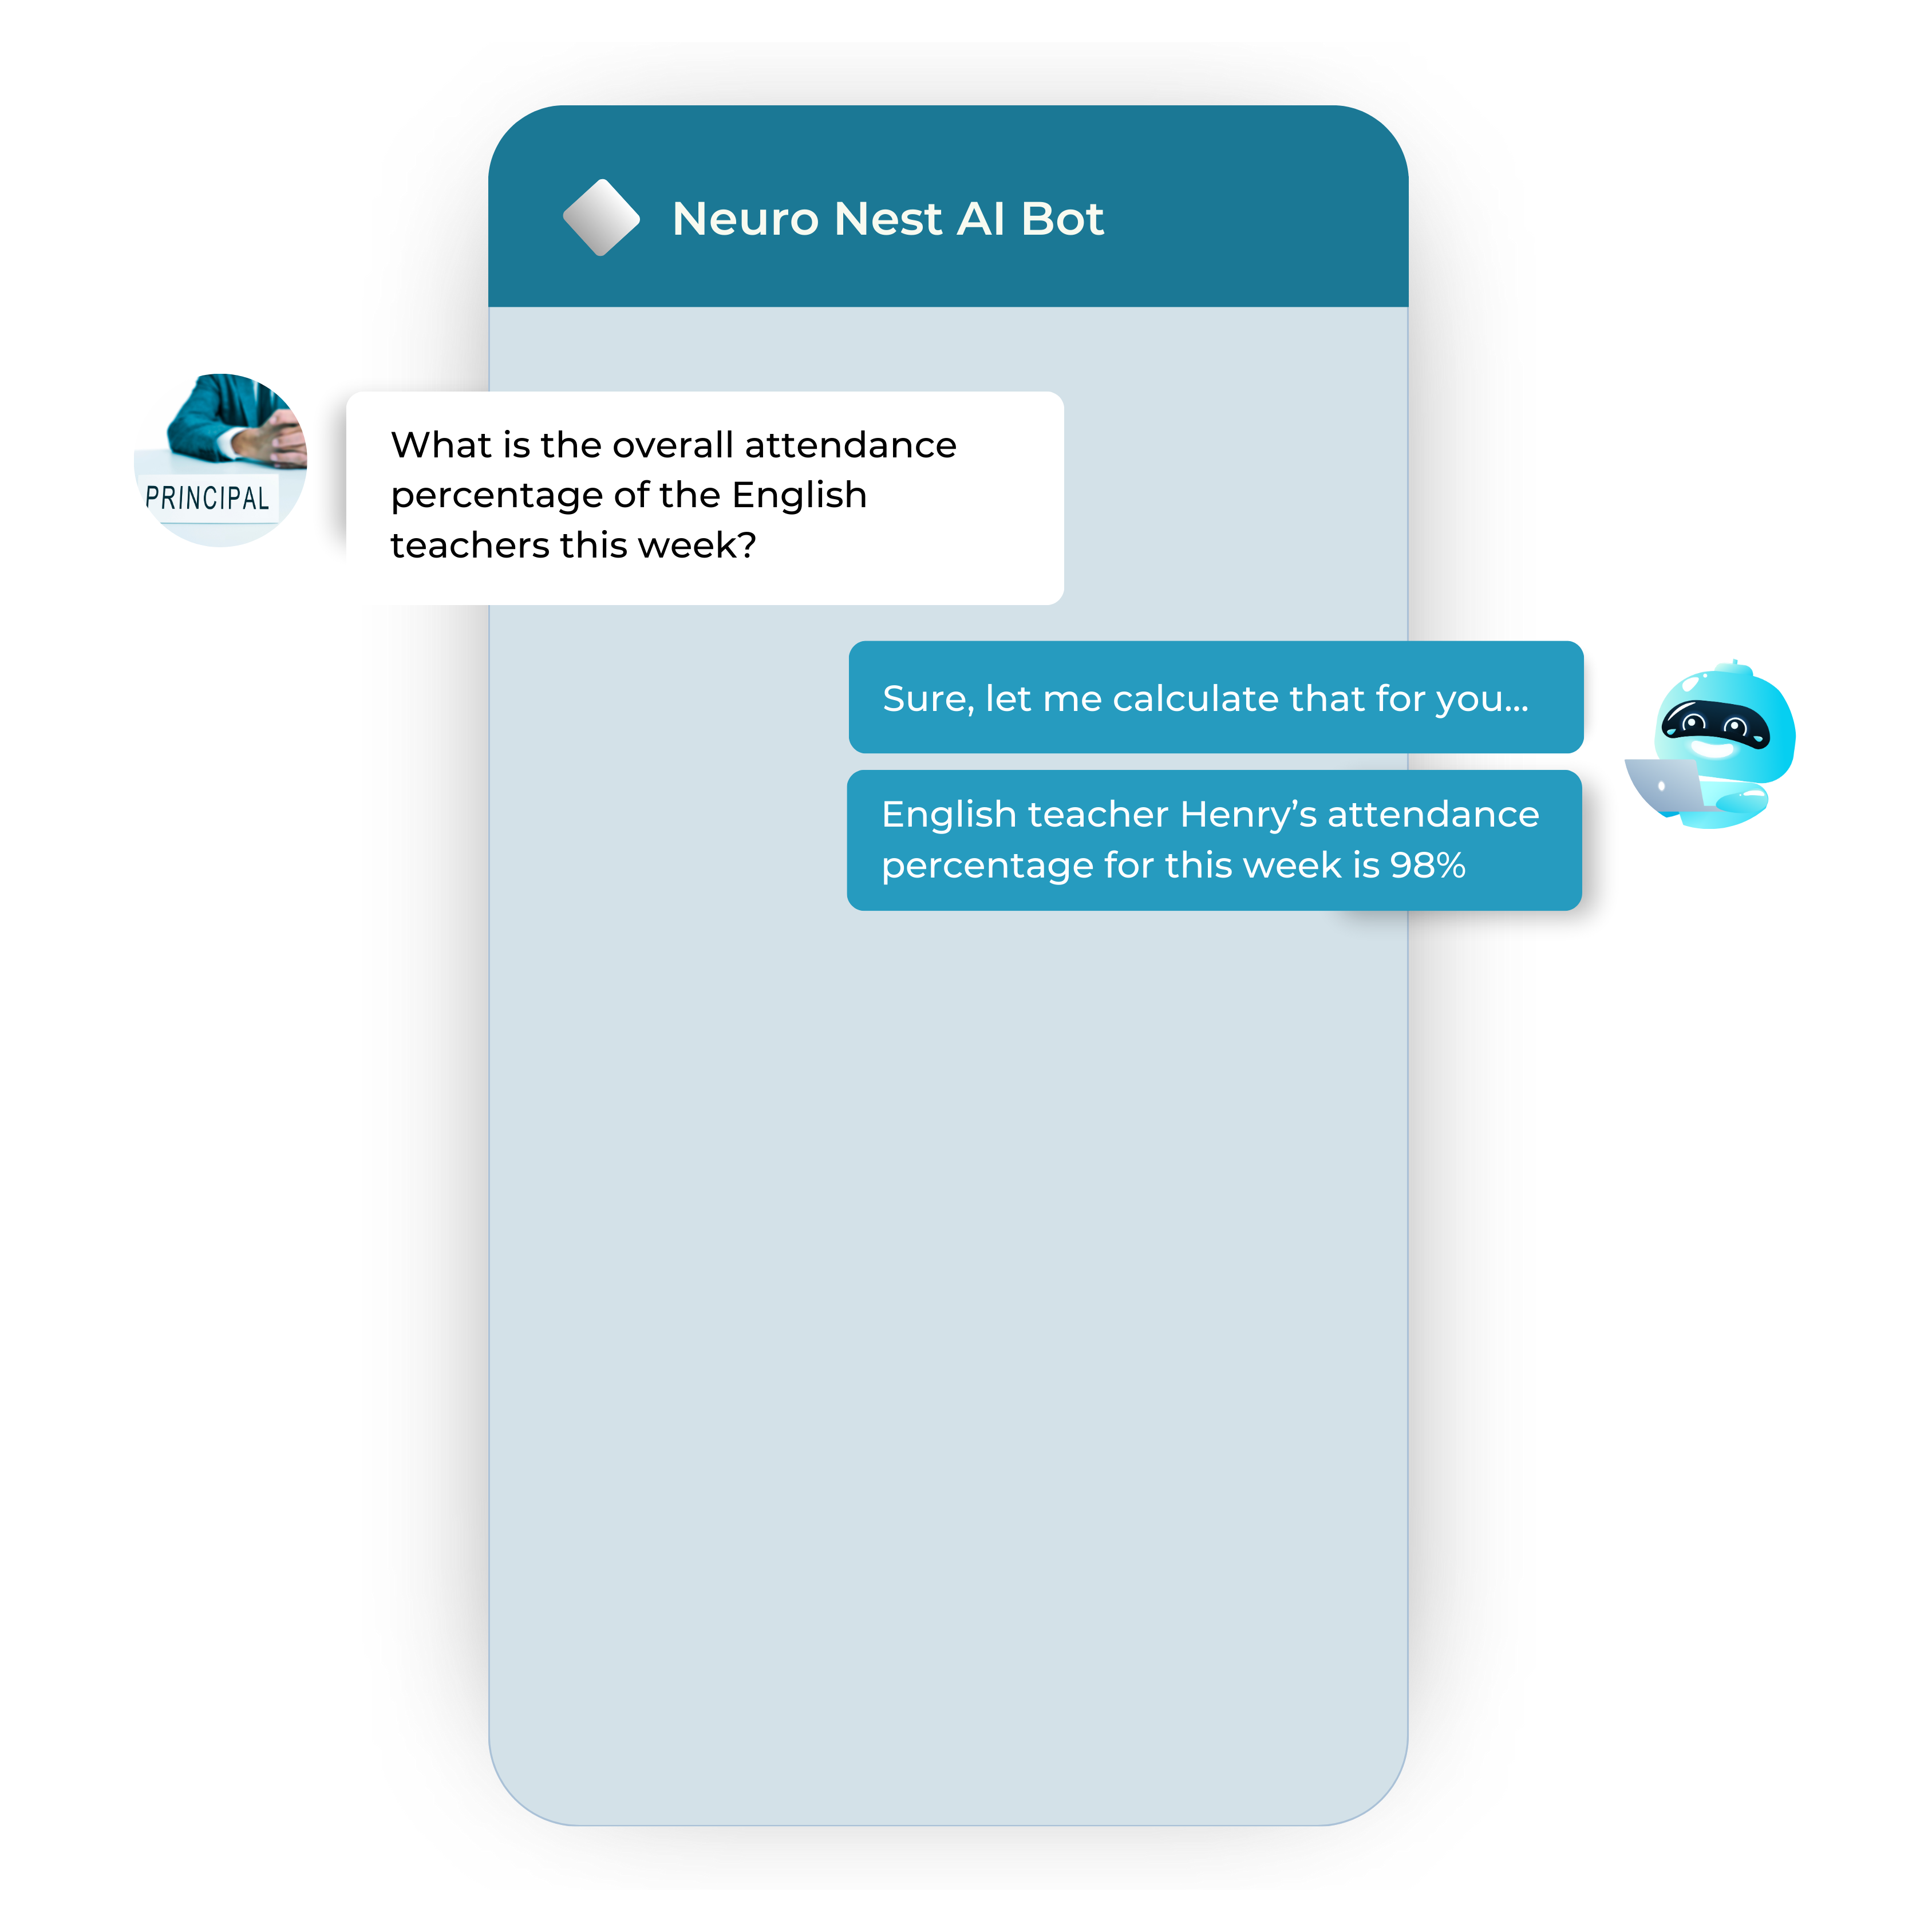 Neuro Nest AI Bot
What is the overall attendance
percentage of the English
teachers this week?
PRINCIPAL
Sure, let me calculate that for you...
English teacher Henry’s attendance
percentage for this week is 98%